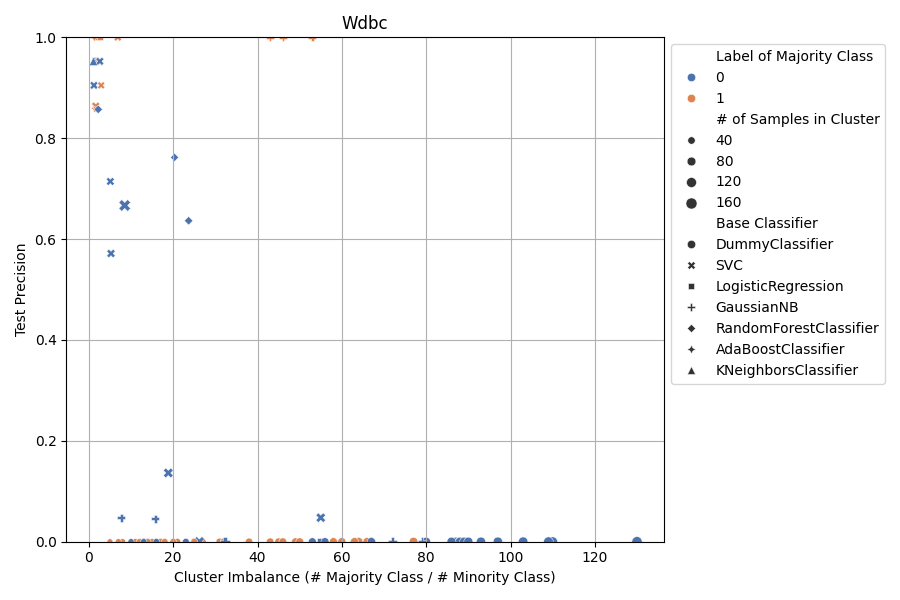 Wdbc
1.0
0.8
0.6
0.4
0.2
0.0
Test Precision
0 20 40 60 80 100 120
Cluster Imbalance (# Majority Class / # Minority Class)
Label of Majority Class
0
1
# of Samples in Cluster
40
80
120
160
Base Classifier
DummyClassifier
SVC
LogisticRegression
GaussianNB
RandomForestClassifier
AdaBoostClassifier
KNeighborsClassifier